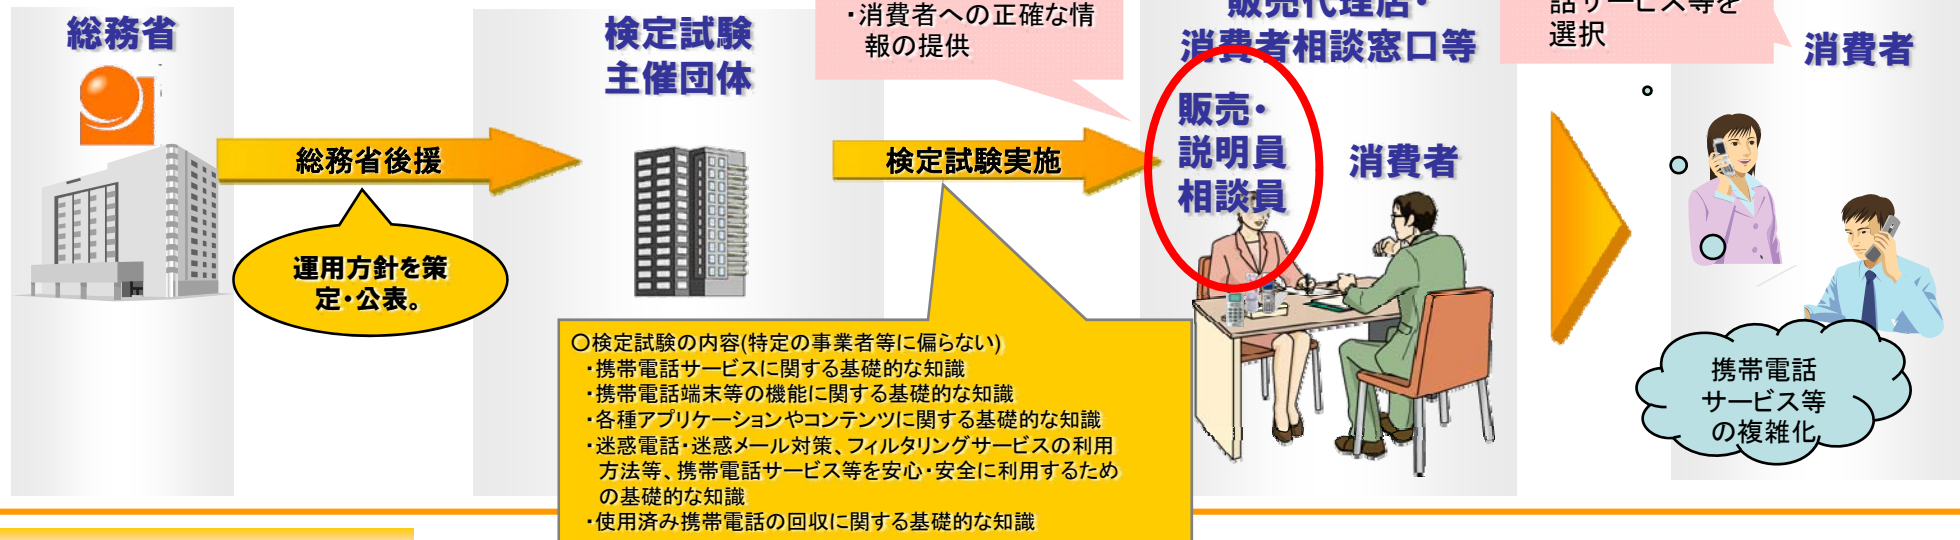 総務省
総務省後援
運用方針を策
定・公表。
検定試験
主催団体
・消費者への正確な情
報の提供
検定試験実施
○検定試験の内容(特定の事業者等に偏らない)
・携帯電話サービスに関する基礎的な知識
・携帯電話端末等の機能に関する基礎的な知識
・各種アプリケーションやコンテンツに関する基礎的な知識
・迷惑電話・迷惑メール対策、フィルタリングサービスの利用
方法等、携帯電話サービス等を安心・安全に利用するため
の基礎的な知識
・使用済み携帯電話の回収に関する基礎的な知識
販売代理店・
消費者相談窓口等
販売・
説明員
相談員
消費者
話サービス等を
選択
消費者
携帯電話
サービス等
の複雑化